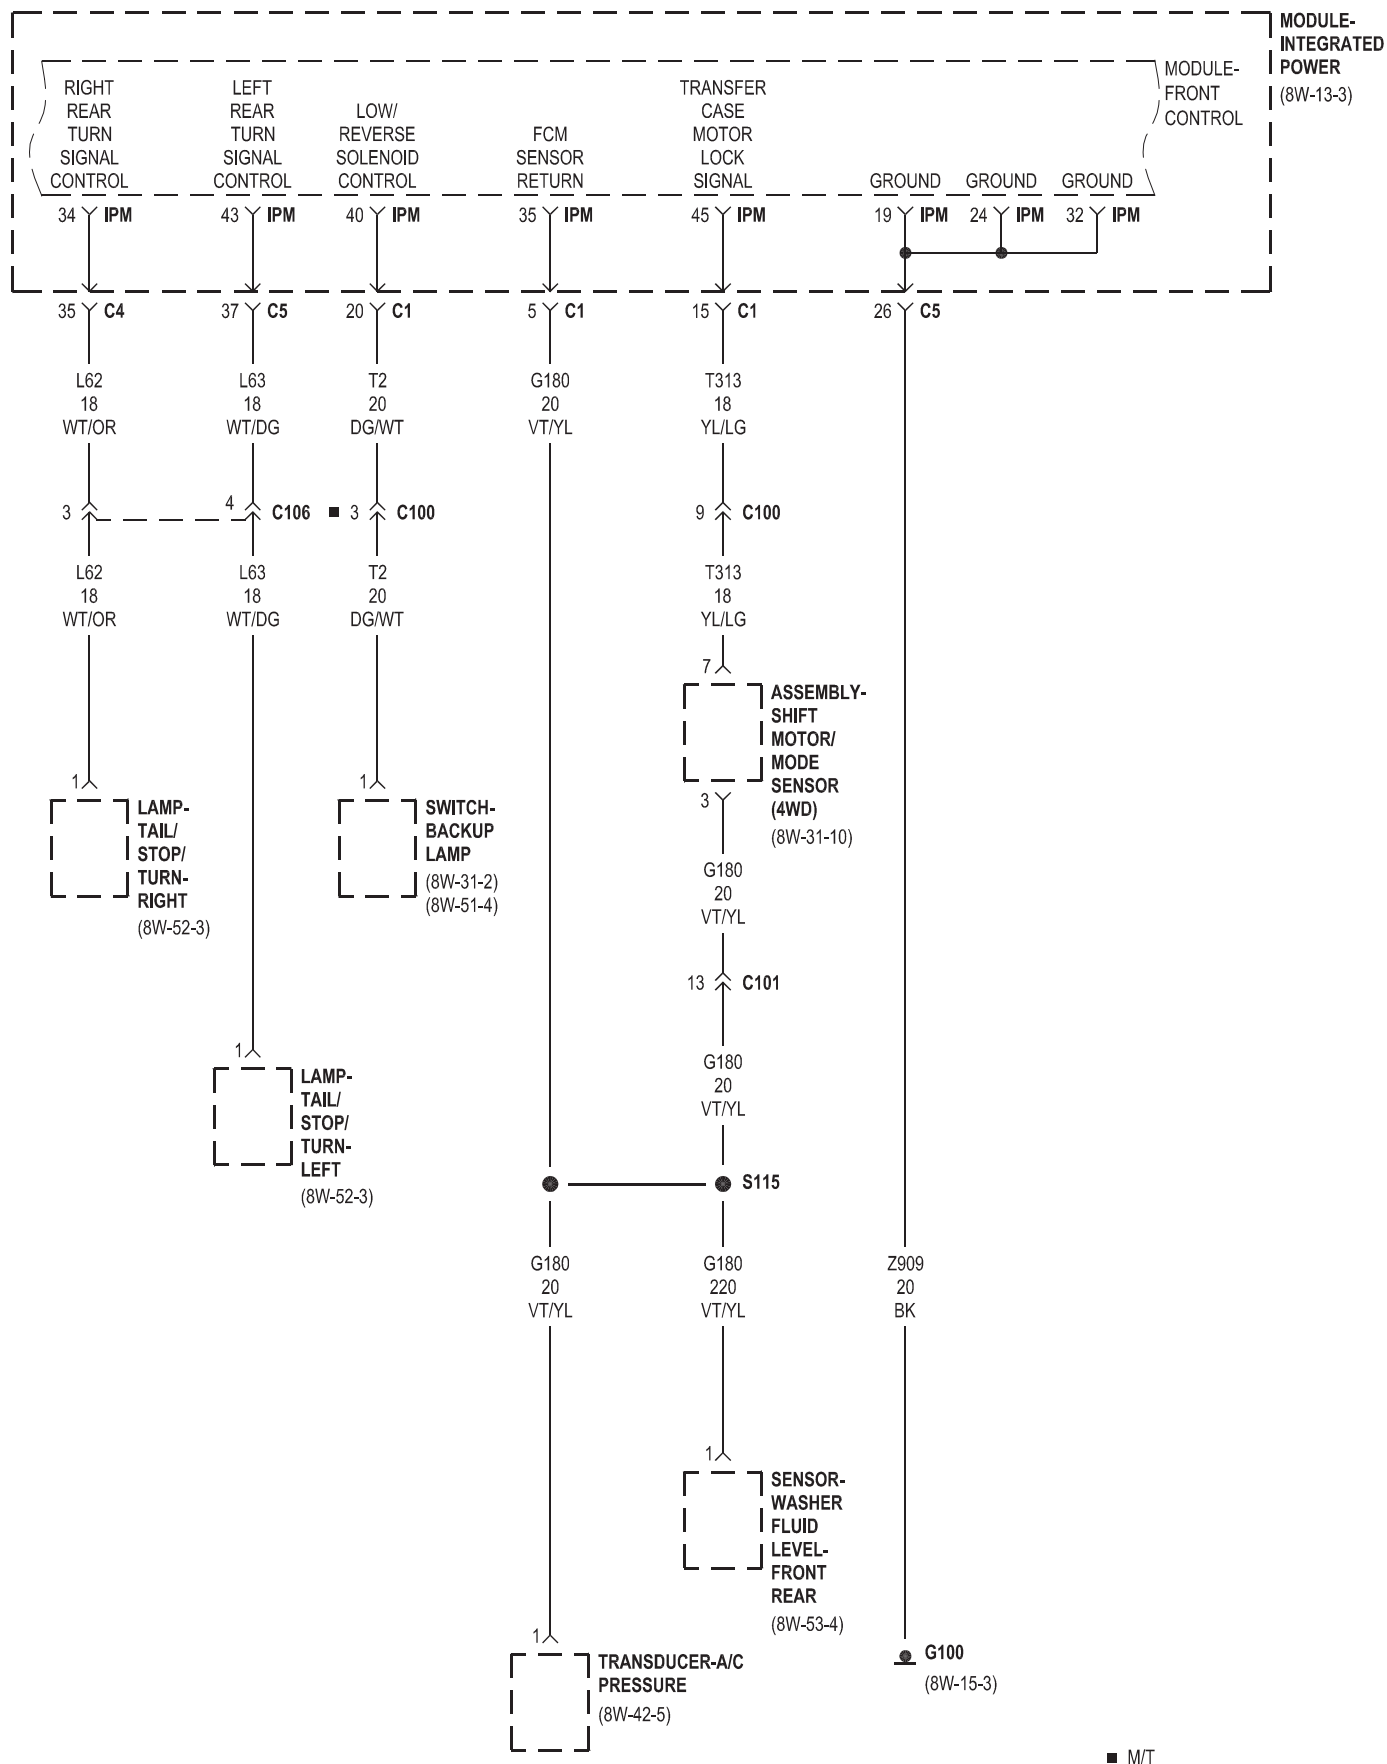 MODULE-
INTEGRATED
POWER
(8W-13-3)
MODULE-
FRONT
CONTROL
RIGHT
REAR
TURN
SIGNAL
CONTROL
LEFT
REAR
TURN
SIGNAL
CONTROL
LOW/
REVERSE
SOLENOID
CONTROL
FCM
SENSOR
RETURN
TRANSFER
CASE
MOTOR
LOCK
SIGNAL
GROUND
GROUND
GROUND
34 IPM
43 IPM
40 IPM
35 IPM
45 IPM
19 IPM
24 IPM
32 IPM
35 C4
37 C5
20 C1
5 C1
15 C1
26 C5
L62
18
WT/OR
L63
18
WT/DG
T2
20
DG/WT
G180
20
VT/YL
T313
18
YL/LG
3
4 C106
■ 3 C100
9 C100
L62
18
WT/OR
L63
18
WT/DG
T2
20
DG/WT
T313
18
YL/LG
7
ASSEMBLY-
SHIFT
MOTOR/
MODE
SENSOR
(4WD)
(8W-31-10)
3
1
LAMP-
TAIL/
STOP/
TURN-
RIGHT
(8W-52-3)
1
SWITCH-
BACKUP
LAMP
(8W-31-2)
(8W-51-4)
G180
20
VT/YL
13 C101
1
LAMP-
TAIL/
STOP/
TURN-
LEFT
(8W-52-3)
G180
20
VT/YL
S115
G180
20
VT/YL
G180
220
VT/YL
Z909
20
BK
1
SENSOR-
WASHER
FLUID
LEVEL-
FRONT
REAR
(8W-53-4)
1
TRANSDUCER-A/C
PRESSURE
(8W-42-5)
G100
(8W-15-3)
■ M/T